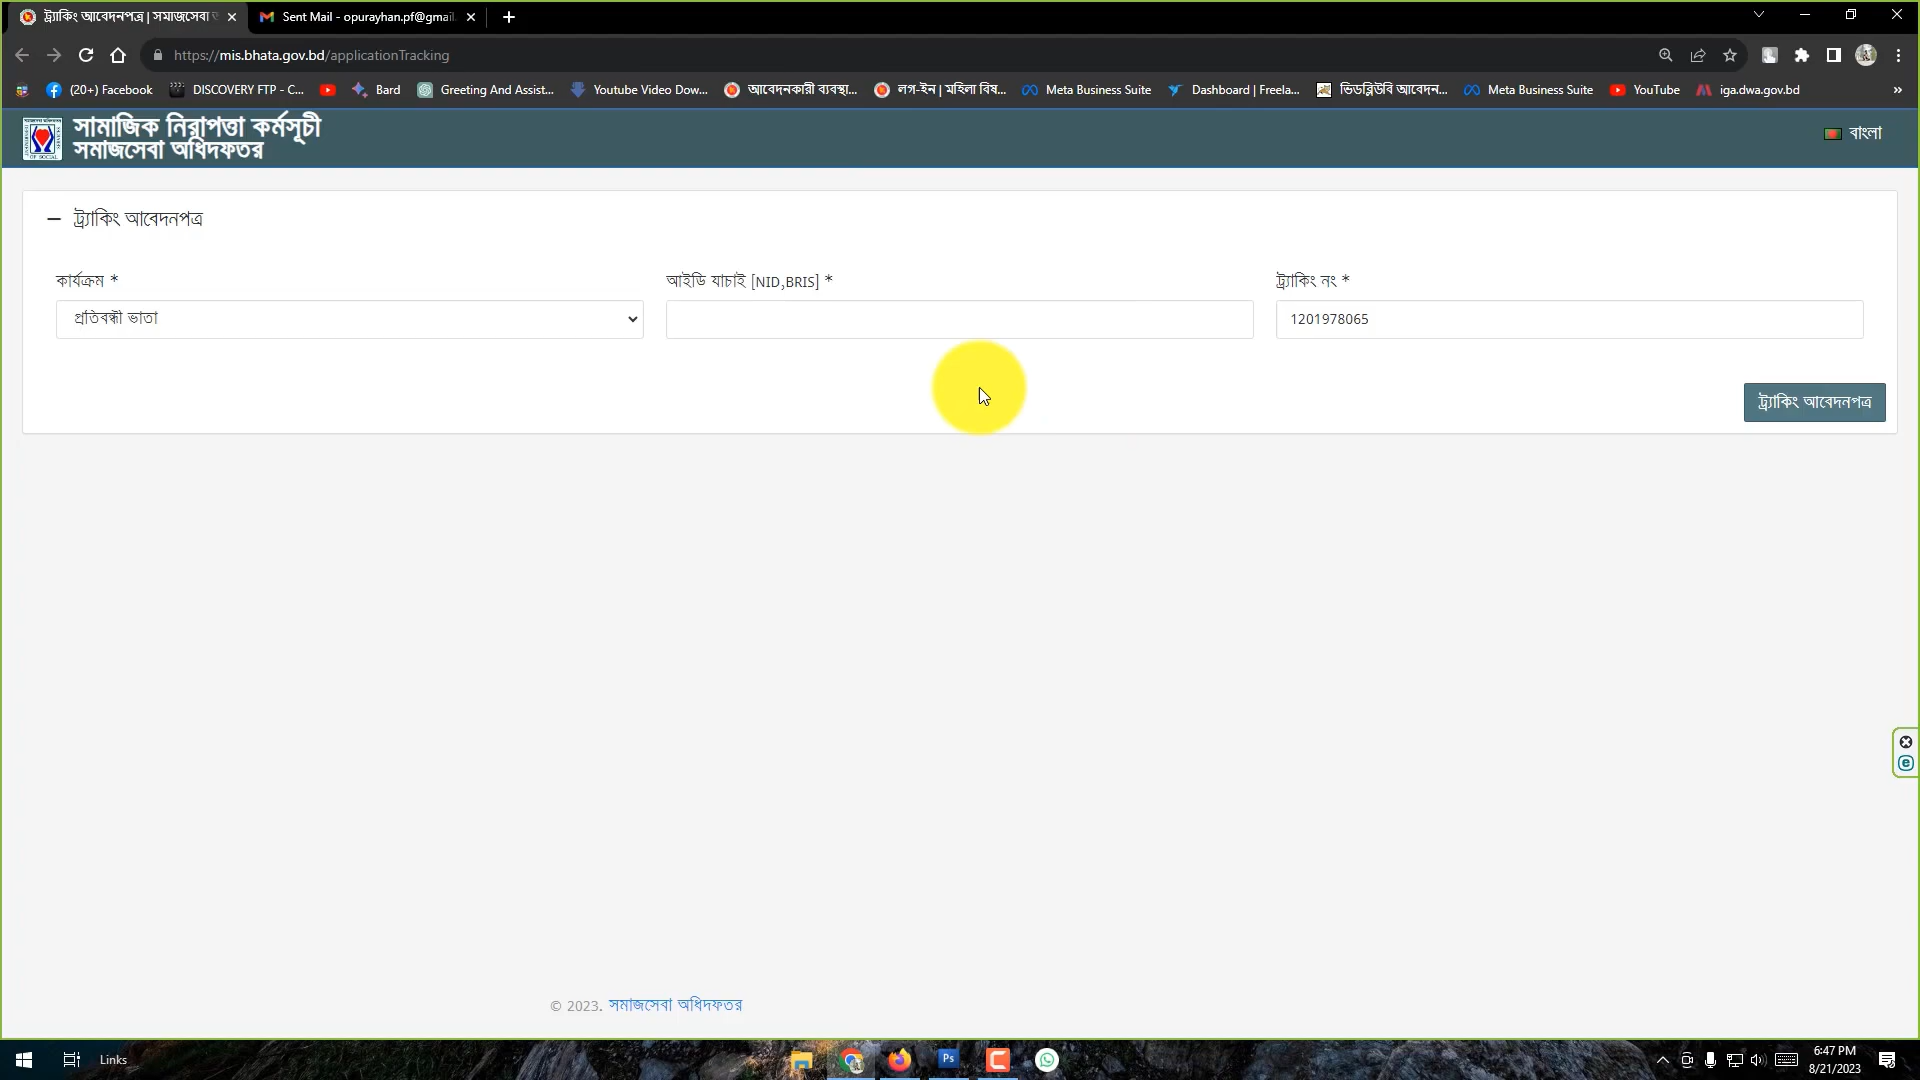 ট্র্যাকিং আবেদনপত্র | সমাজসেবা অ
Sent Mail - opurayhan.pf@gmail.
https://mis.bhata.gov.bd/applicationTracking
(20+) Facebook
DISCOVERY FTP - C...
Bard
Greeting And Assist...
Youtube Video Dow...
আবেদনকারী ব্যবস্থা...
লগ-ইন | মহিলা বিষ...
Meta Business Suite
Dashboard | Freela...
ভিডব্লিউবি আবেদন...
Meta Business Suite
YouTube
iga.dwa.gov.bd
»
সামাজিক নিরাপত্তা কর্মসূচী
সমাজসেবা অধিদফতর
বাংলা
ট্র্যাকিং আবেদনপত্র
কার্যক্রম *
আইডি যাচাই [NID,BRIS] *
ট্র্যাকিং নং *
প্রতিবন্ধী ভাতা
1201978065
ট্র্যাকিং আবেদনপত্র
© 2023. সমাজসেবা অধিদফতর
Links
Ps
6:47 PM
8/21/2023